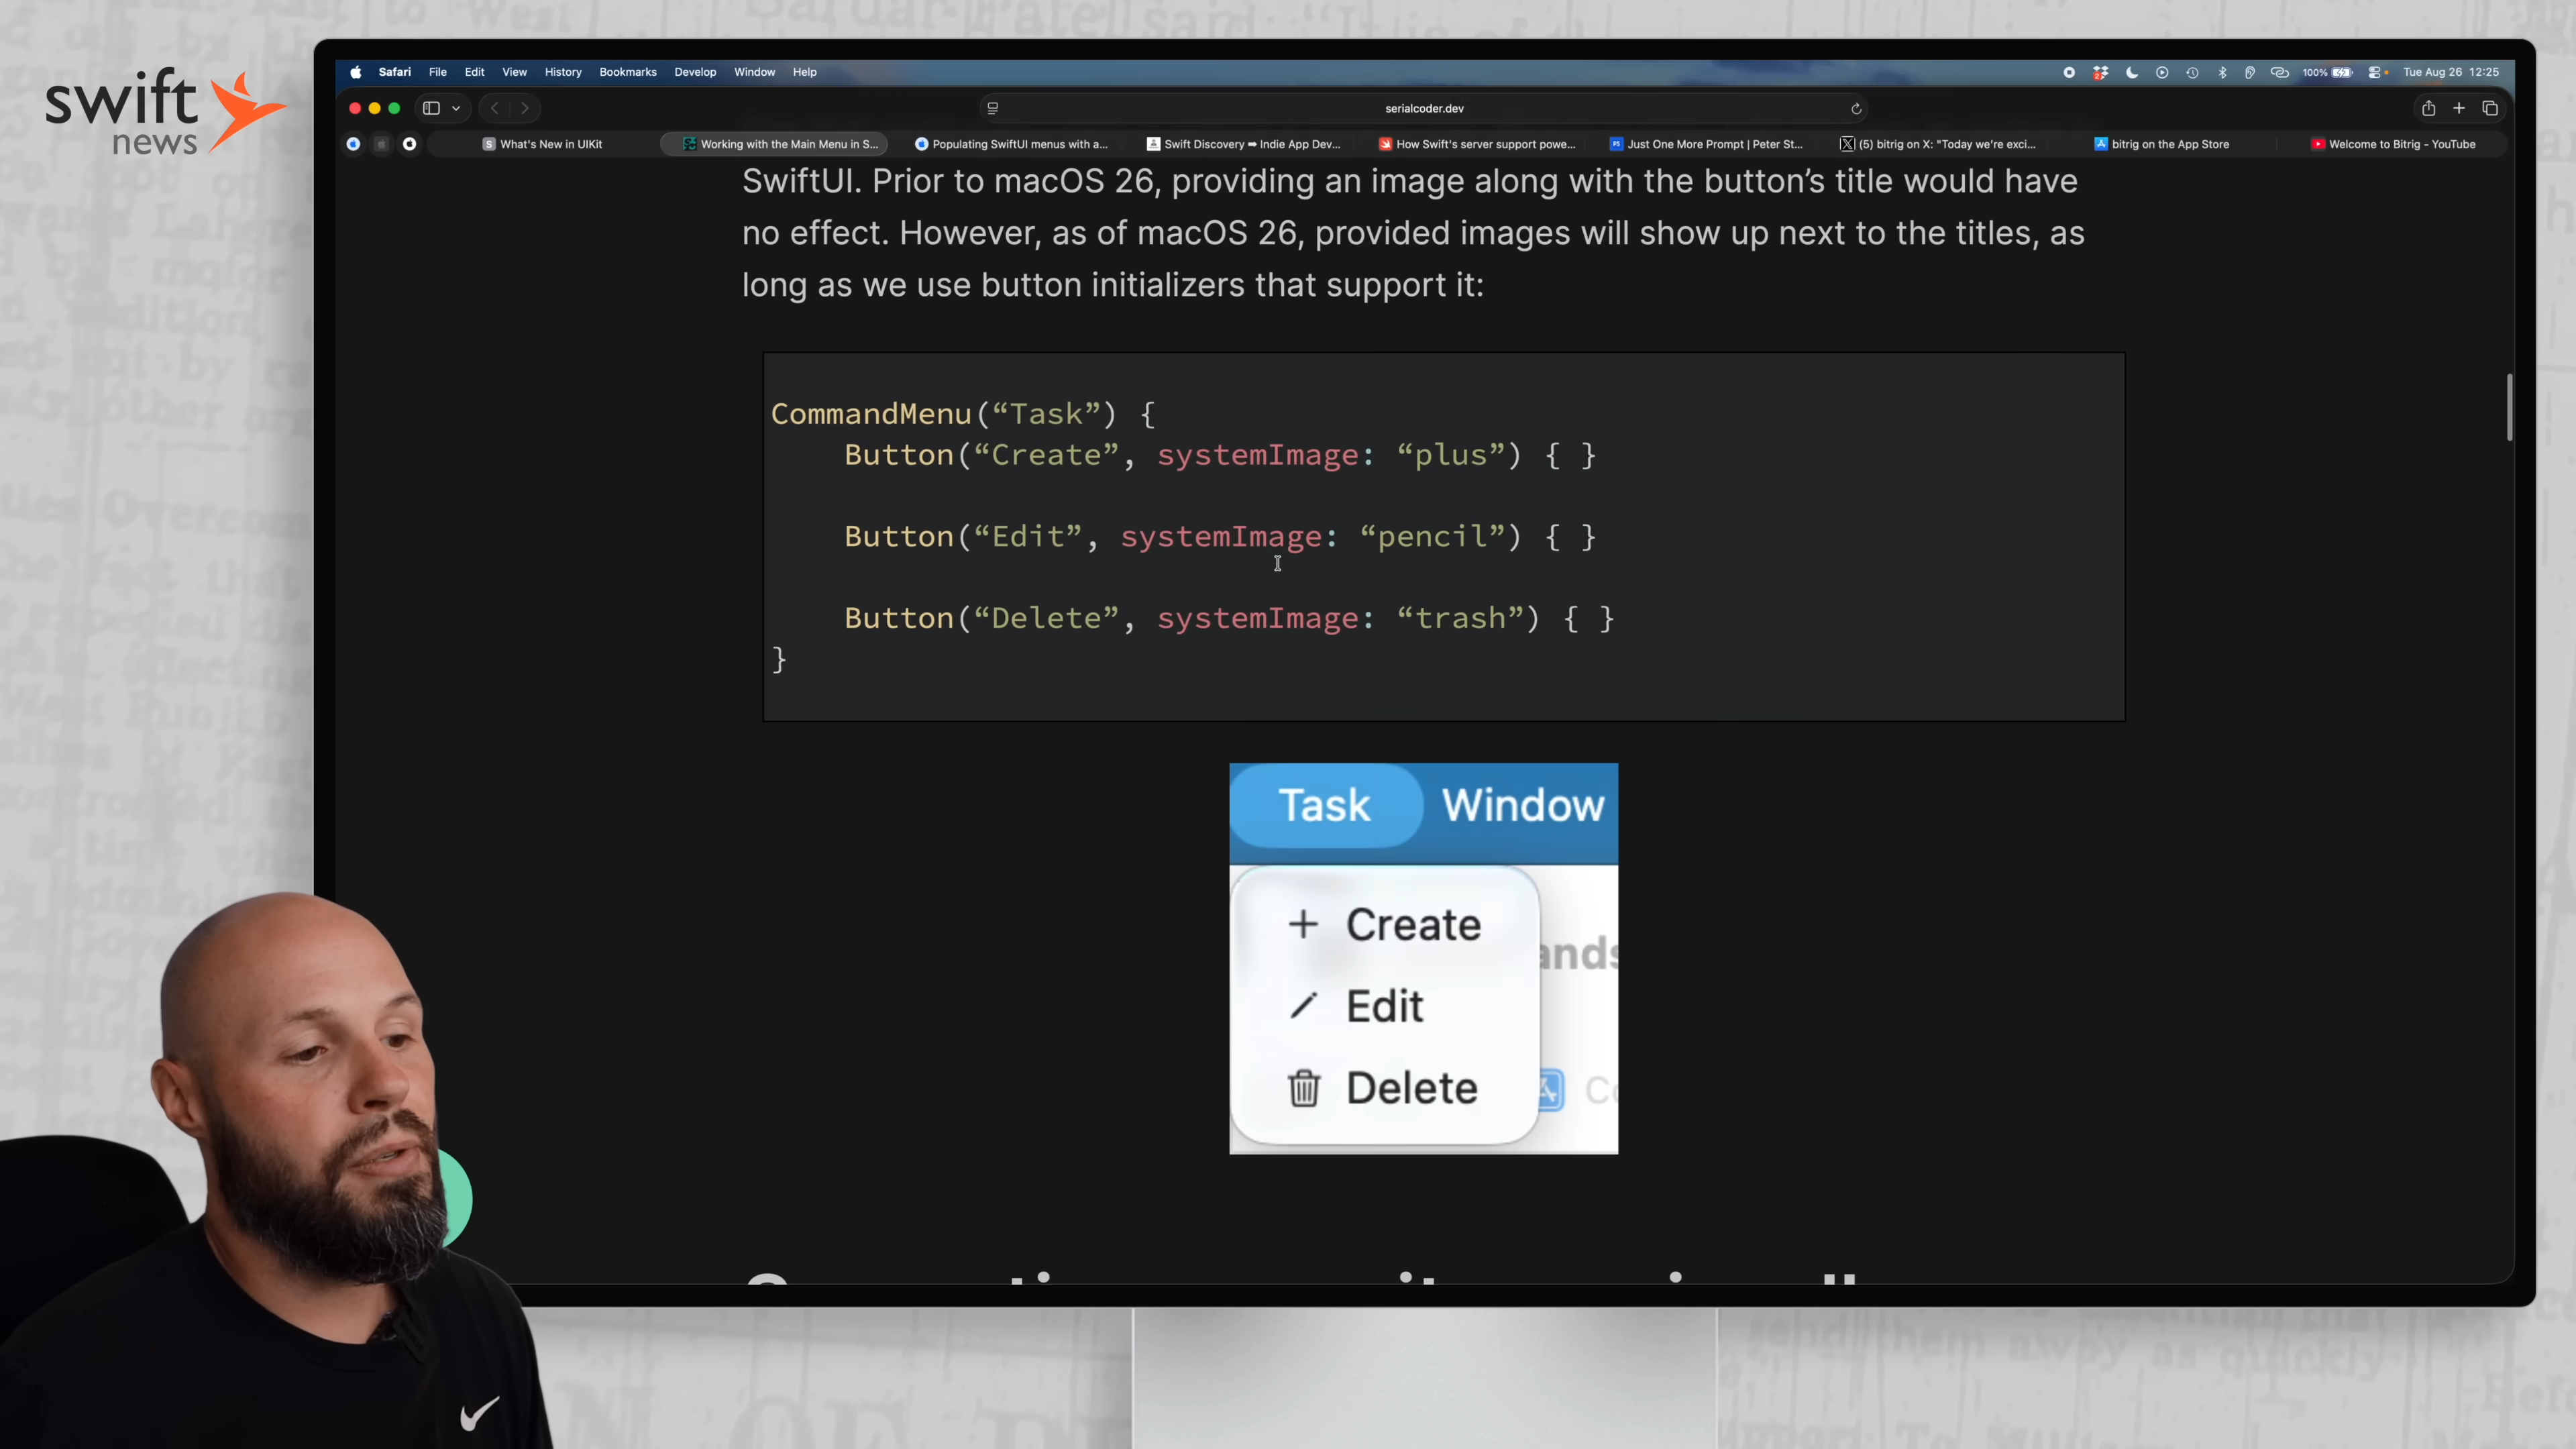 swift
news
Safari File Edit View History Bookmarks Develop Window Help
100%
Tue Aug 26 12:25
serialcoder.dev
What's New in UIKit
Working with the Main Menu in S...
Populating SwiftUI menus with a...
Swift Discovery ➡ Indie App Dev...
How Swift's server support powe...
Just One More Prompt | Peter St...
(5) bitrig on X: "Today we're exci...
bitrig on the App Store
Welcome to Bitrig - YouTube
SwiftUI. Prior to macOS 26, providing an image along with the button's title would have
no effect. However, as of macOS 26, provided images will show up next to the titles, as
long as we use button initializers that support it:
CommandMenu(“Task”) {
Button(“Create”, systemImage: “plus”) { }
Button(“Edit”, systemImage: “pencil”) { }
Button(“Delete”, systemImage: “trash”) { }
}
Task Window
Create
Edit
Delete
ands
Co